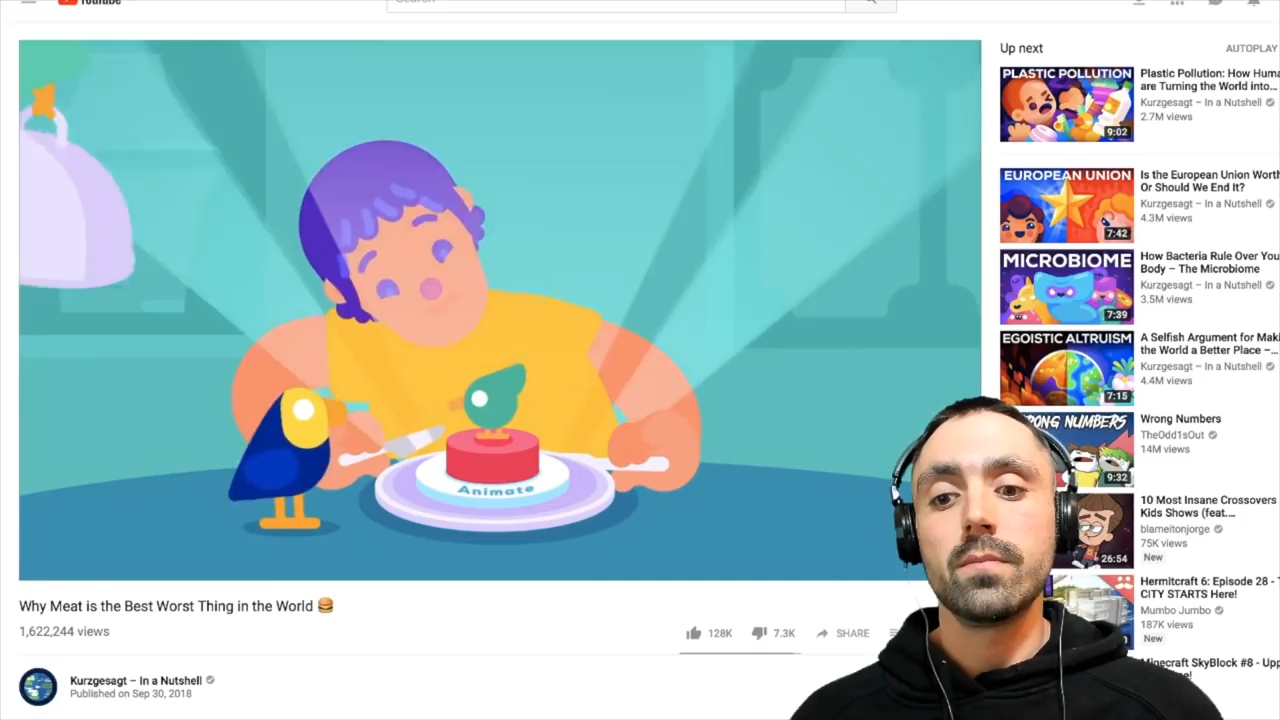 YouTube
Search
Up next
AUTOPLAY
PLASTIC POLLUTION
9:02
Plastic Pollution: How Huma
are Turning the World into...
Kurzgesagt – In a Nutshell
2.7M views
EUROPEAN UNION
7:42
Is the European Union Worth
Or Should We End It?
Kurzgesagt – In a Nutshell
4.3M views
MICROBIOME
7:39
How Bacteria Rule Over You
Body – The Microbiome
Kurzgesagt – In a Nutshell
3.5M views
EGOISTIC ALTRUISM
7:15
A Selfish Argument for Maki
the World a Better Place –...
Kurzgesagt – In a Nutshell
4.4M views
NUMBERS
9:32
Wrong Numbers
TheOdd1sOut
14M views
26:54
10 Most Insane Crossovers
Kids Shows (feat....
blameitonjorge
75K views
New
Hermitcraft 6: Episode 28 -
CITY STARTS Here!
Mumbo Jumbo
187K views
New
Minecraft SkyBlock #8 - Upp
Animate
Why Meat is the Best Worst Thing in the World 🍔
1,622,244 views
128K
7.3K
SHARE
Kurzgesagt – In a Nutshell
Published on Sep 30, 2018